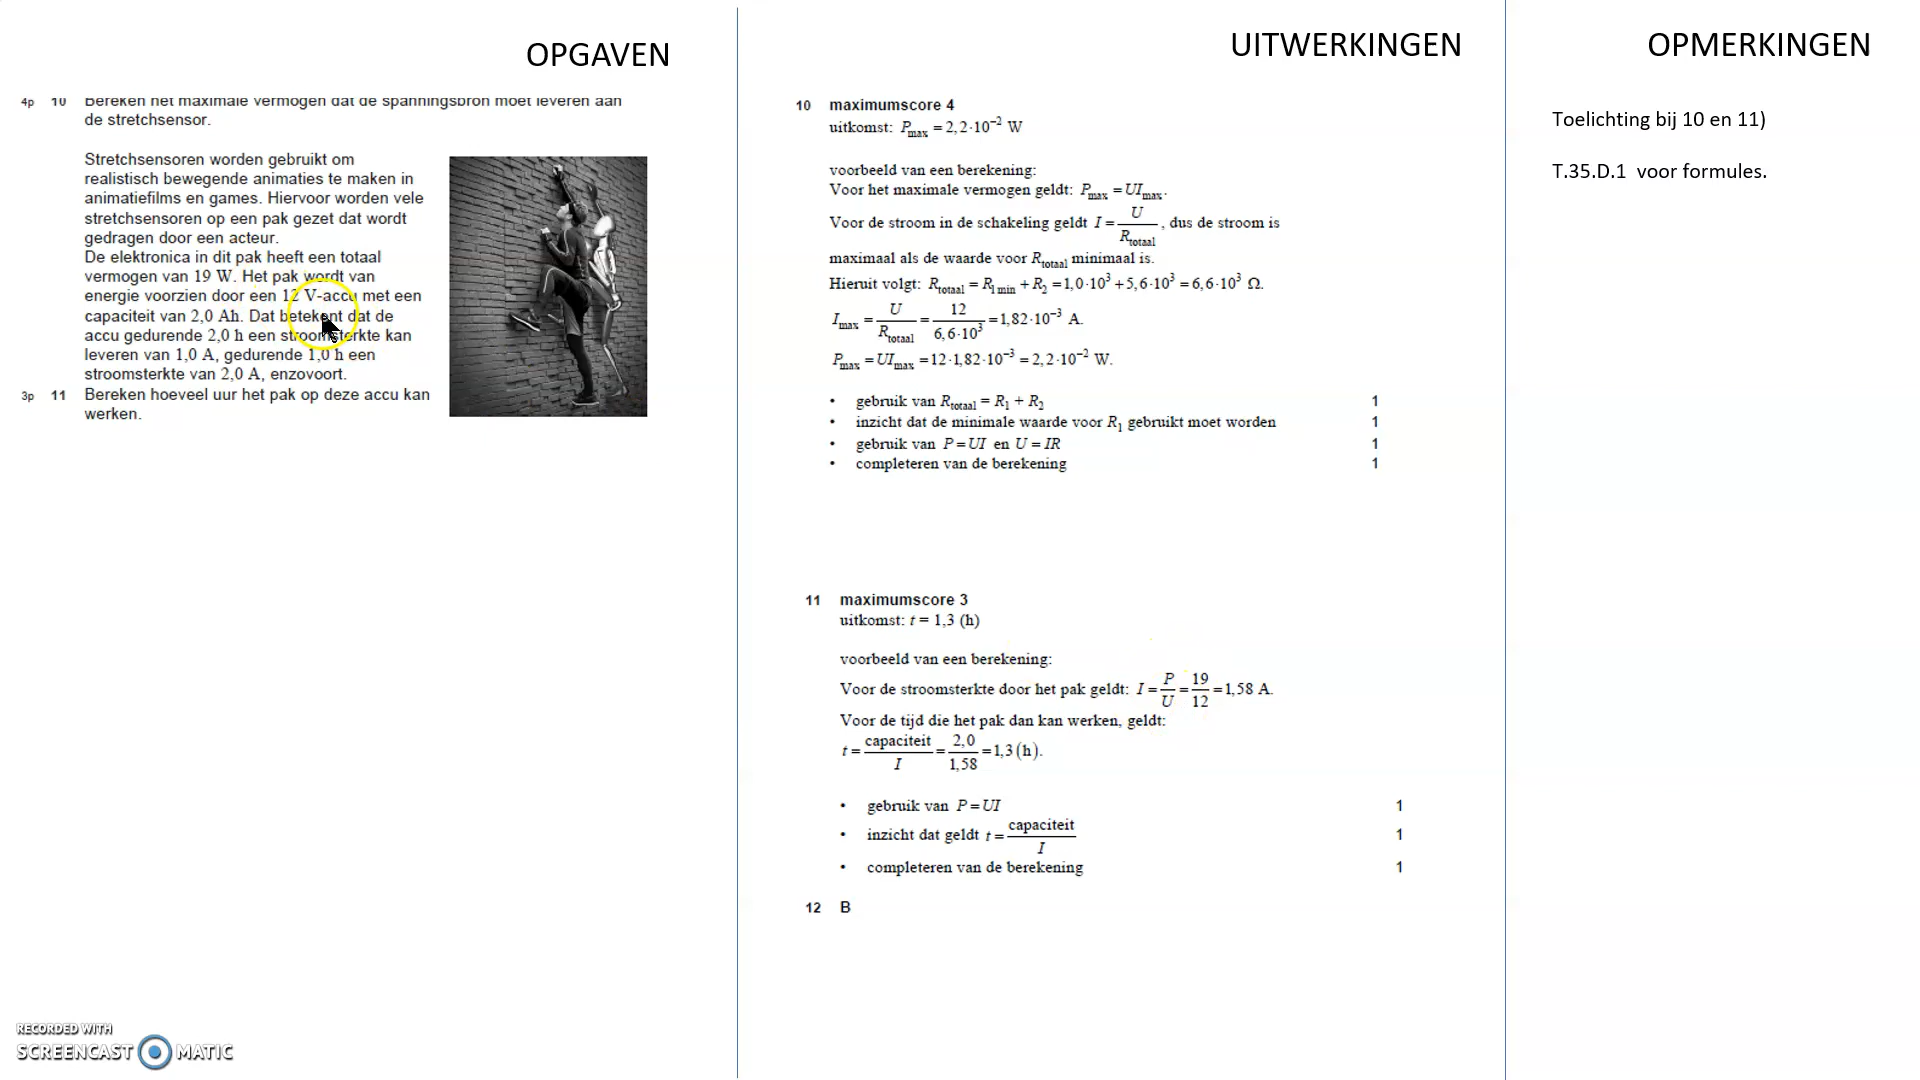 OPGAVEN
4p 10 Bereken het maximale vermogen dat de spanningsbron moet leveren aan
de stretchsensor.
Stretchsensoren worden gebruikt om
realistisch bewegende animaties te maken in
animatiefilms en games. Hiervoor worden vele
stretchsensoren op een pak gezet dat wordt
gedragen door een acteur.
De elektronica in dit pak heeft een totaal
vermogen van 19 W. Het pak wordt van
energie voorzien door een 12 V-accu met een
capaciteit van 2,0 Ah. Dat betekent dat de
accu gedurende 2,0 h een stroomsterkte kan
leveren van 1,0 A, gedurende 1,0 h een
stroomsterkte van 2,0 A, enzovoort.
3p 11 Bereken hoeveel uur het pak op deze accu kan
werken.
UITWERKINGEN
10 maximumscore 4
uitkomst: P_max = 2,2·10⁻² W
voorbeeld van een berekening:
Voor het maximale vermogen geldt: P_max = UI_max.
Voor de stroom in de schakeling geldt I = U/R_totaal, dus de stroom is
maximaal als de waarde voor R_totaal minimaal is.
Hieruit volgt: R_totaal = R_1 min + R_2 = 1,0·10³ + 5,6·10³ = 6,6·10³ Ω.
I_max = U/R_totaal = 12/6,6·10³ = 1,82·10⁻³ A.
P_max = UI_max = 12·1,82·10⁻³ = 2,2·10⁻² W.
• gebruik van R_totaal = R_1 + R_2 1
• inzicht dat de minimale waarde voor R_1 gebruikt moet worden 1
• gebruik van P = UI en U = IR 1
• completeren van de berekening 1
11 maximumscore 3
uitkomst: t = 1,3 (h)
voorbeeld van een berekening:
Voor de stroomsterkte door het pak geldt: I = P/U = 19/12 = 1,58 A.
Voor de tijd die het pak dan kan werken, geldt:
t = capaciteit/I = 2,0/1,58 = 1,3 (h).
• gebruik van P = UI 1
• inzicht dat geldt t = capaciteit/I 1
• completeren van de berekening 1
12 B
OPMERKINGEN
Toelichting bij 10 en 11)
T.35.D.1 voor formules.
RECORDED WITH
SCREENCAST MATIC